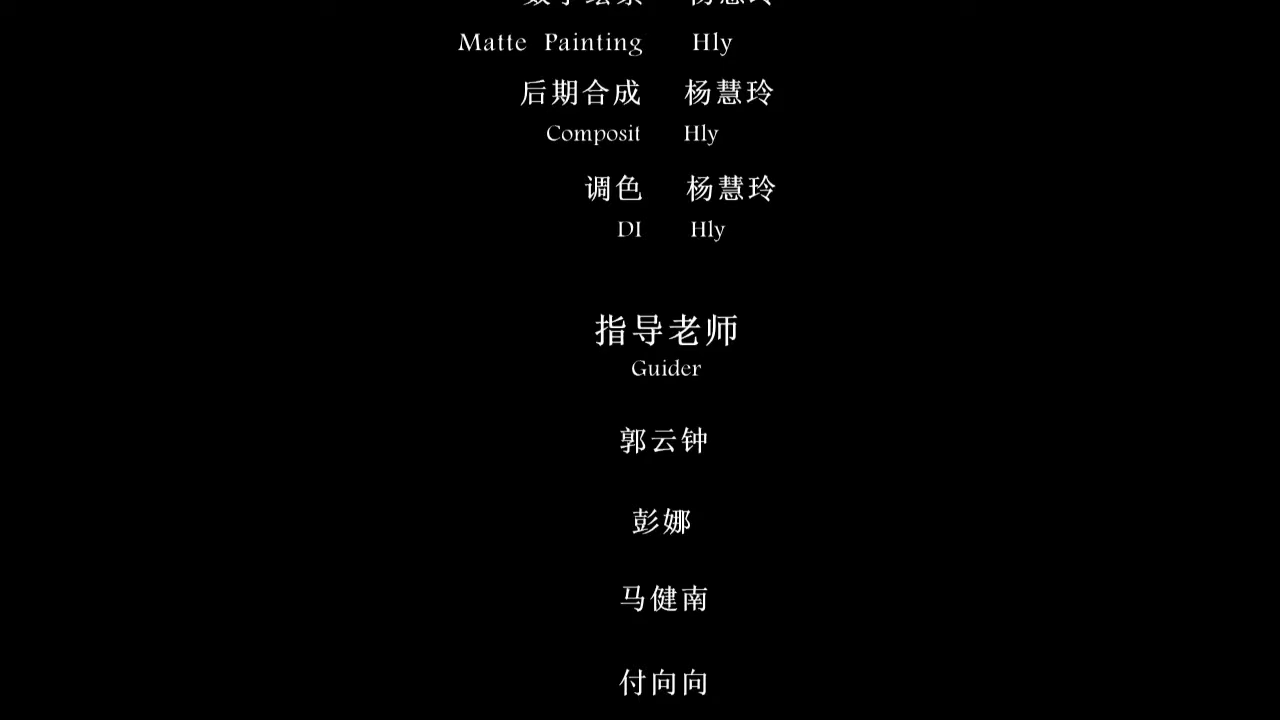 Matte Painting Hly
后期合成 杨慧玲
Composit Hly
调色 杨慧玲
DI Hly
指导老师
Guider
郭云钟
彭娜
马健南
付向向